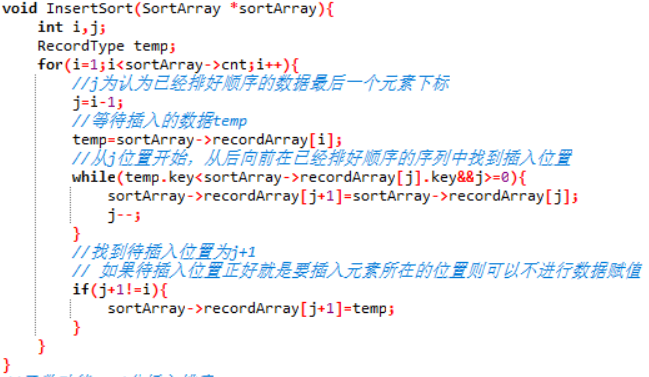 void InsertSort(SortArray *sortArray){
int i,j;
RecordType temp;
for(i=1;i<sortArray->cnt;i++){
//j为认为已经排好顺序的数据最后一个元素下标
j=i-1;
//等待插入的数据temp
temp=sortArray->recordArray[i];
//从j位置开始，从后向前在已经排好顺序的序列中找到插入位置
while(temp.key<sortArray->recordArray[j].key&&j>=0){
sortArray->recordArray[j+1]=sortArray->recordArray[j];
j--;
}
//找到待插入位置为j+1
// 如果待插入位置正好就是要插入元素所在的位置则可以不进行数据赋值
if(j+1!=i){
sortArray->recordArray[j+1]=temp;
}
}
}